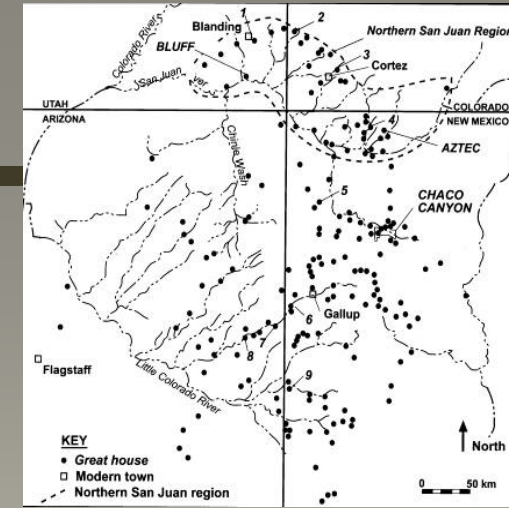 1
2
Blanding
Northern San Juan Region
BLUFF
3
Cortez
Colorado River
San Juan
ver
UTAH
ARIZONA
COLORADO
NEW MEXICO
4
AZTEC
Chinle Wash
5
CHACO
CANYON
6
Gallup
7
8
Flagstaff
Little Colorado River
9
KEY
Great house
Modern town
Northern San Juan region
North
0
50 km